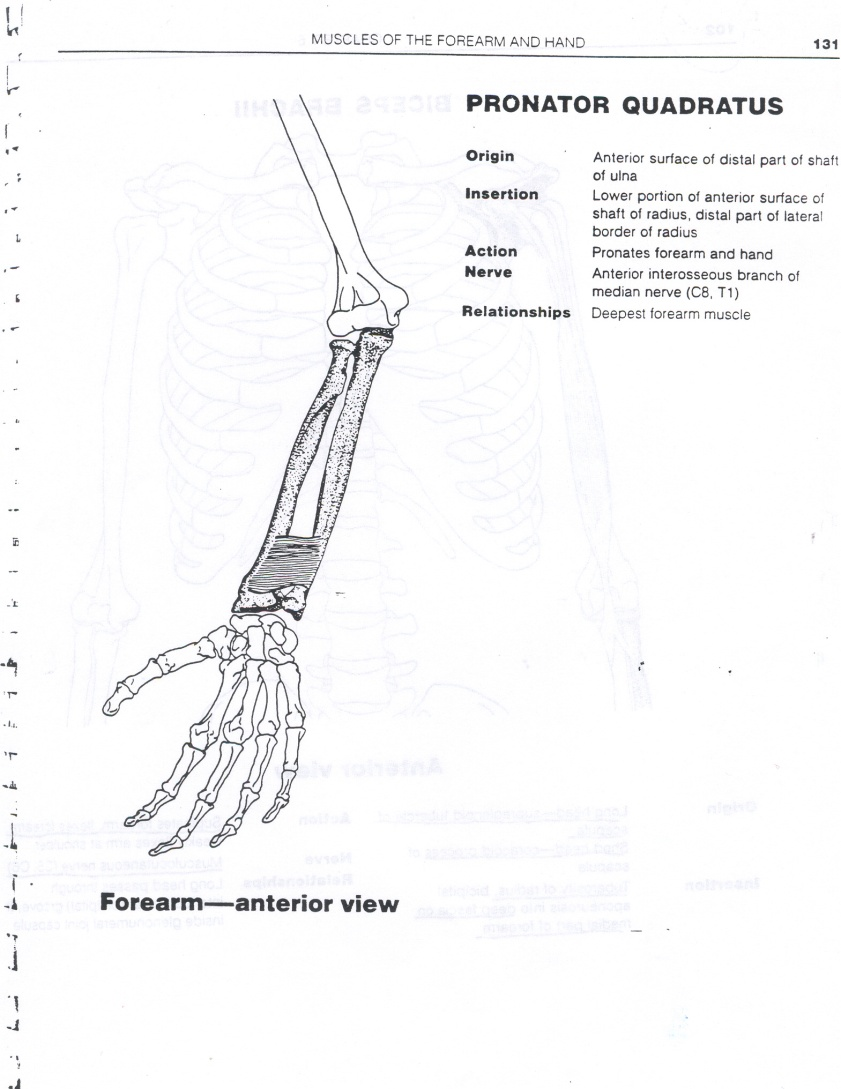 MUSCLES OF THE FOREARM AND HAND
131
PRONATOR QUADRATUS
Origin
Anterior surface of distal part of shaft
of ulna
Insertion
Lower portion of anterior surface of
shaft of radius, distal part of lateral
border of radius
Action
Pronates forearm and hand
Nerve
Anterior interosseous branch of
median nerve (C8, T1)
Relationships
Deepest forearm muscle
Forearm—anterior view